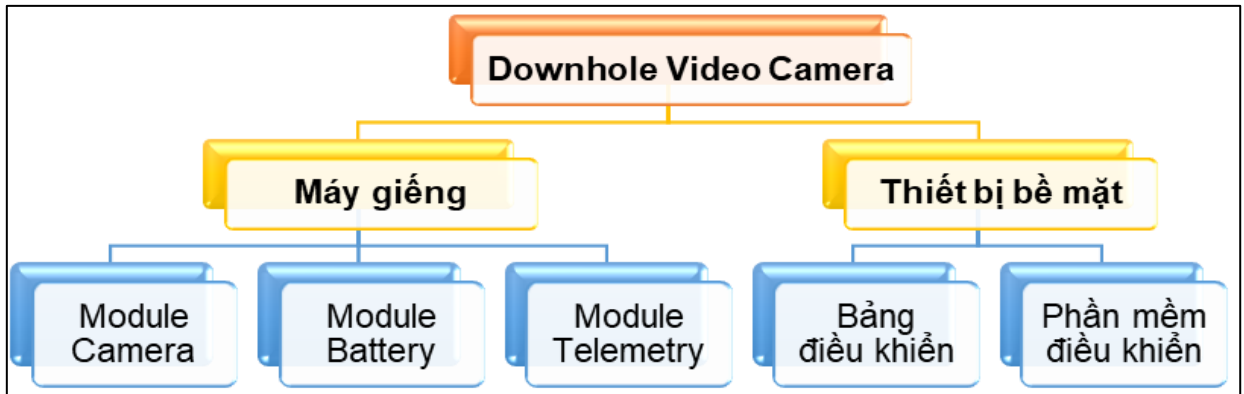 Downhole Video Camera
Máy giếng
Thiết bị bề mặt
Module
Camera
Module
Battery
Module
Telemetry
Bảng
điều khiển
Phần mềm
điều khiển